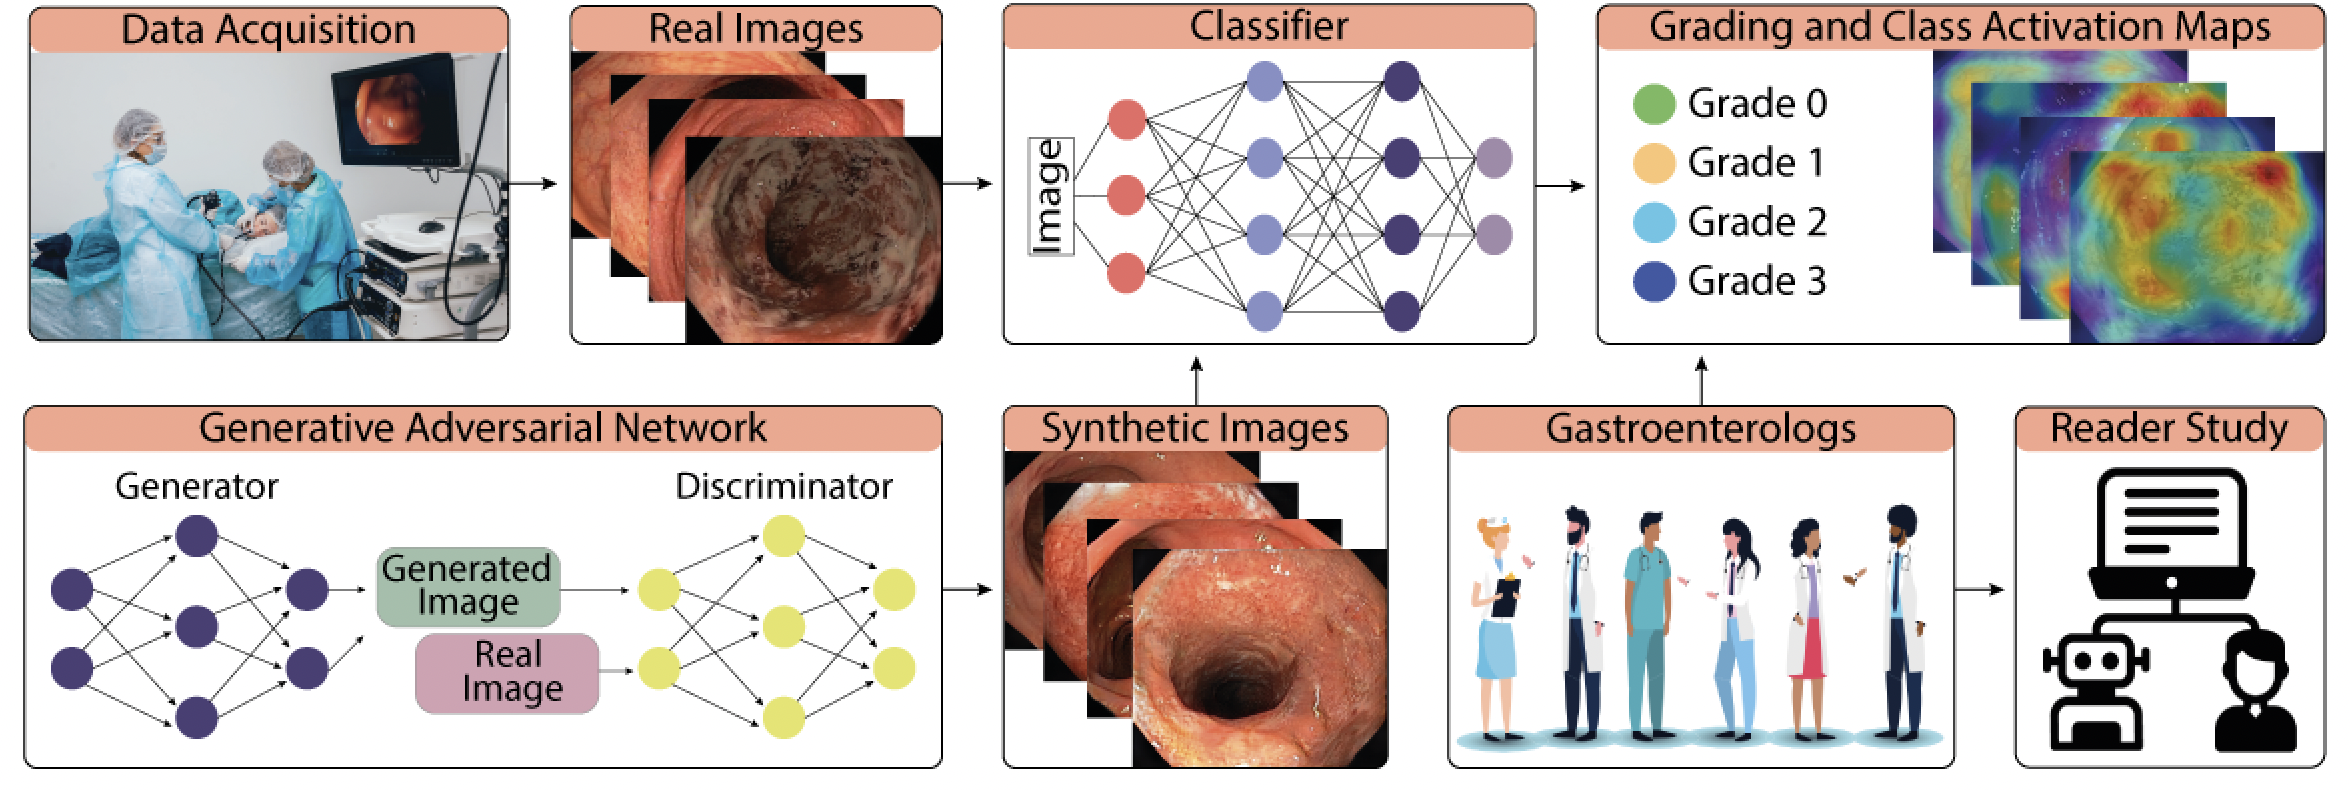 Data Acquisition
Real Images
Classifier
Image
Grading and Class Activation Maps
Grade 0
Grade 1
Grade 2
Grade 3
Generative Adversarial Network
Generator
Generated
Image
Real
Image
Discriminator
Synthetic Images
Gastroenterologs
Reader Study